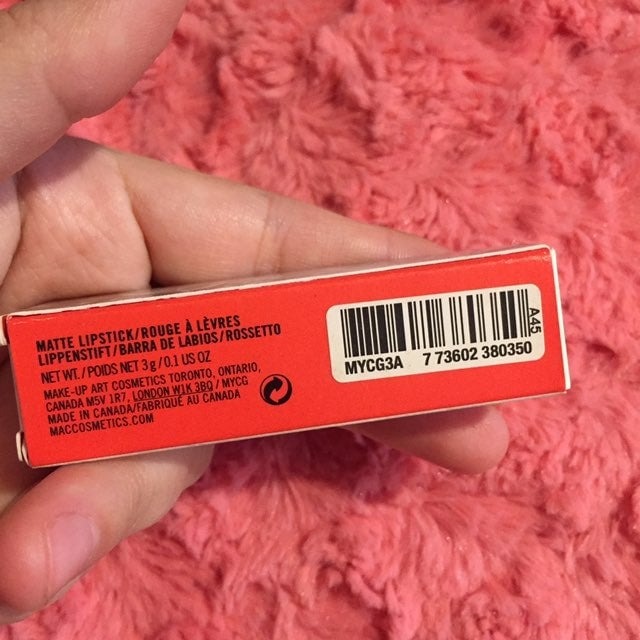 MATTE LIPSTICK/ROUGE À LÈVRES
LIPPENSTIFT/BARRA DE LABIOS/ROSSETTO
NET WT./POIDS NET 3 g/0.1 US OZ
MAKE-UP ART COSMETICS TORONTO, ONTARIO,
CANADA M5V 1R7, LONDON W1K 3BQ / MYCG
MADE IN CANADA/FABRIQUÉ AU CANADA
MACCOSMETICS.COM
A45
MYCG3A 7 73602 380350